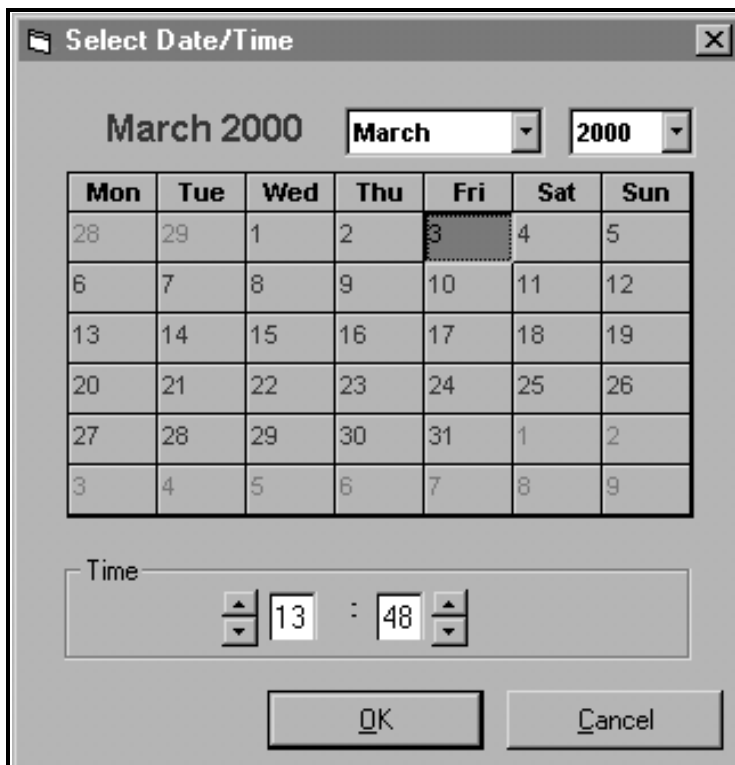 Select Date/Time
March 2000 March 2000
Mon Tue Wed Thu Fri Sat Sun
28 29 1 2 3 4 5
6 7 8 9 10 11 12
13 14 15 16 17 18 19
20 21 22 23 24 25 26
27 28 29 30 31 1 2
3 4 5 6 7 8 9
Time
13 : 48
OK Cancel